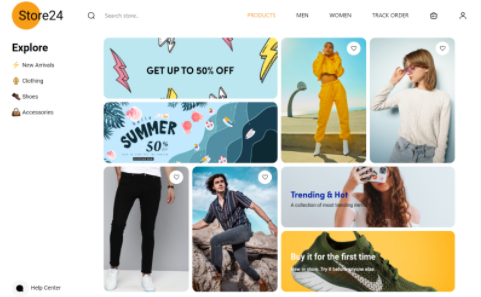 Store24
Search store..
PRODUCTS
MEN
WOMEN
TRACK ORDER
Explore
New Arrivals
Clothing
Shoes
Accessories
GET UP TO 50% OFF
HELLO
SUMMER
50%
Trending & Hot
A collection of most trending items
Buy it for the first time
New in store. Try it before anyone else.
Help Center